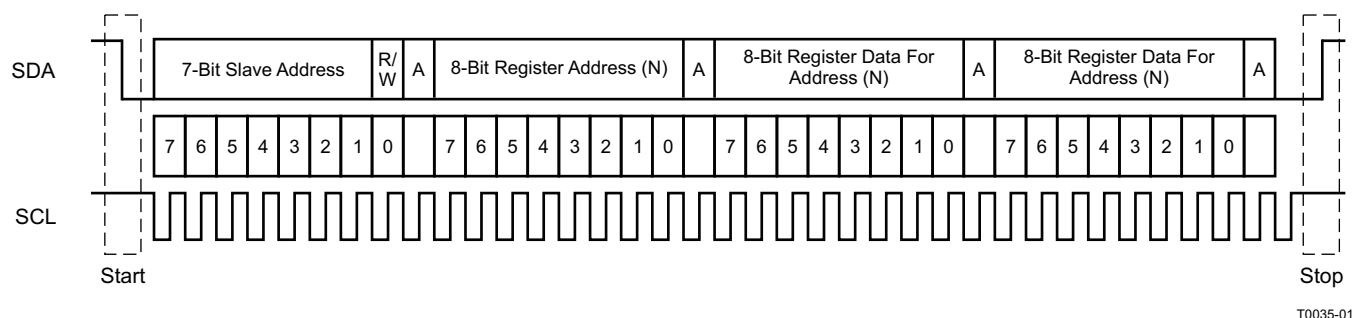 SDA
7-Bit Slave Address
R/
W
A
8-Bit Register Address (N)
A
8-Bit Register Data For
Address (N)
A
8-Bit Register Data For
Address (N)
A
7 6 5 4 3 2 1 0 7 6 5 4 3 2 1 0 7 6 5 4 3 2 1 0 7 6 5 4 3 2 1 0
SCL
Start
Stop
T0035-01